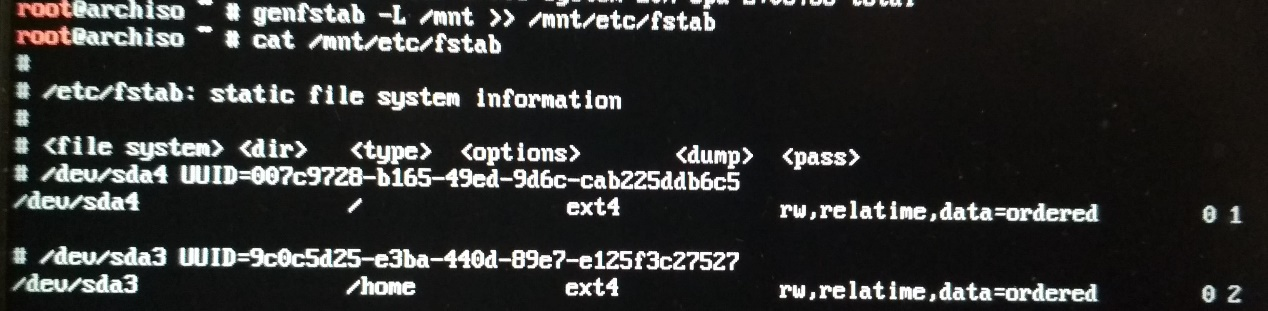 root@archiso ~ # genfstab -L /mnt >> /mnt/etc/fstab
root@archiso ~ # cat /mnt/etc/fstab
#
# /etc/fstab: static file system information
#
# <file system> <dir> <type> <options> <dump> <pass>
# /dev/sda4 UUID=007c9728-b165-49ed-9d6c-cab225ddb6c5
/dev/sda4 / ext4 rw,relatime,data=ordered 0 1
# /dev/sda3 UUID=9c0c5d25-e3ba-440d-89e7-e125f3c27527
/dev/sda3 /home ext4 rw,relatime,data=ordered 0 2